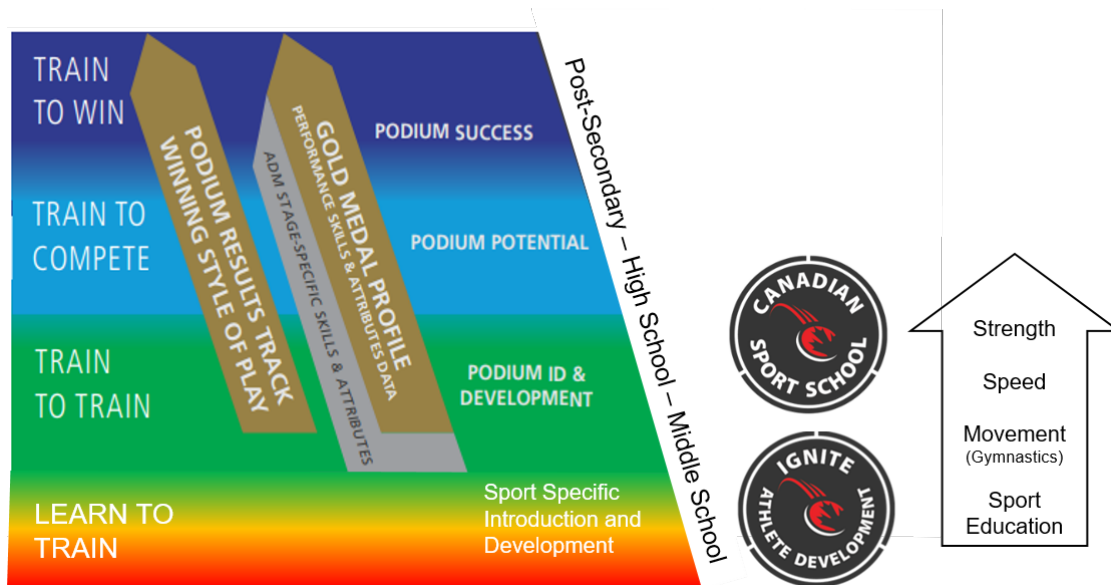 TRAIN
TO WIN
TRAIN TO
COMPETE
TRAIN
TO TRAIN
LEARN TO
TRAIN
PODIUM RESULTS TRACK
WINNING STYLE OF PLAY
GOLD MEDAL PROFILE
PERFORMANCE SKILLS & ATTRIBUTES DATA
ADM STAGE-SPECIFIC SKILLS & ATTRIBUTES
PODIUM SUCCESS
PODIUM POTENTIAL
PODIUM ID &
DEVELOPMENT
Sport Specific
Introduction and
Development
Post-Secondary – High School – Middle School
CANADIAN
SPORT SCHOOL
IGNITE
ATHLETE DEVELOPMENT
Strength
Speed
Movement
(Gymnastics)
Sport
Education